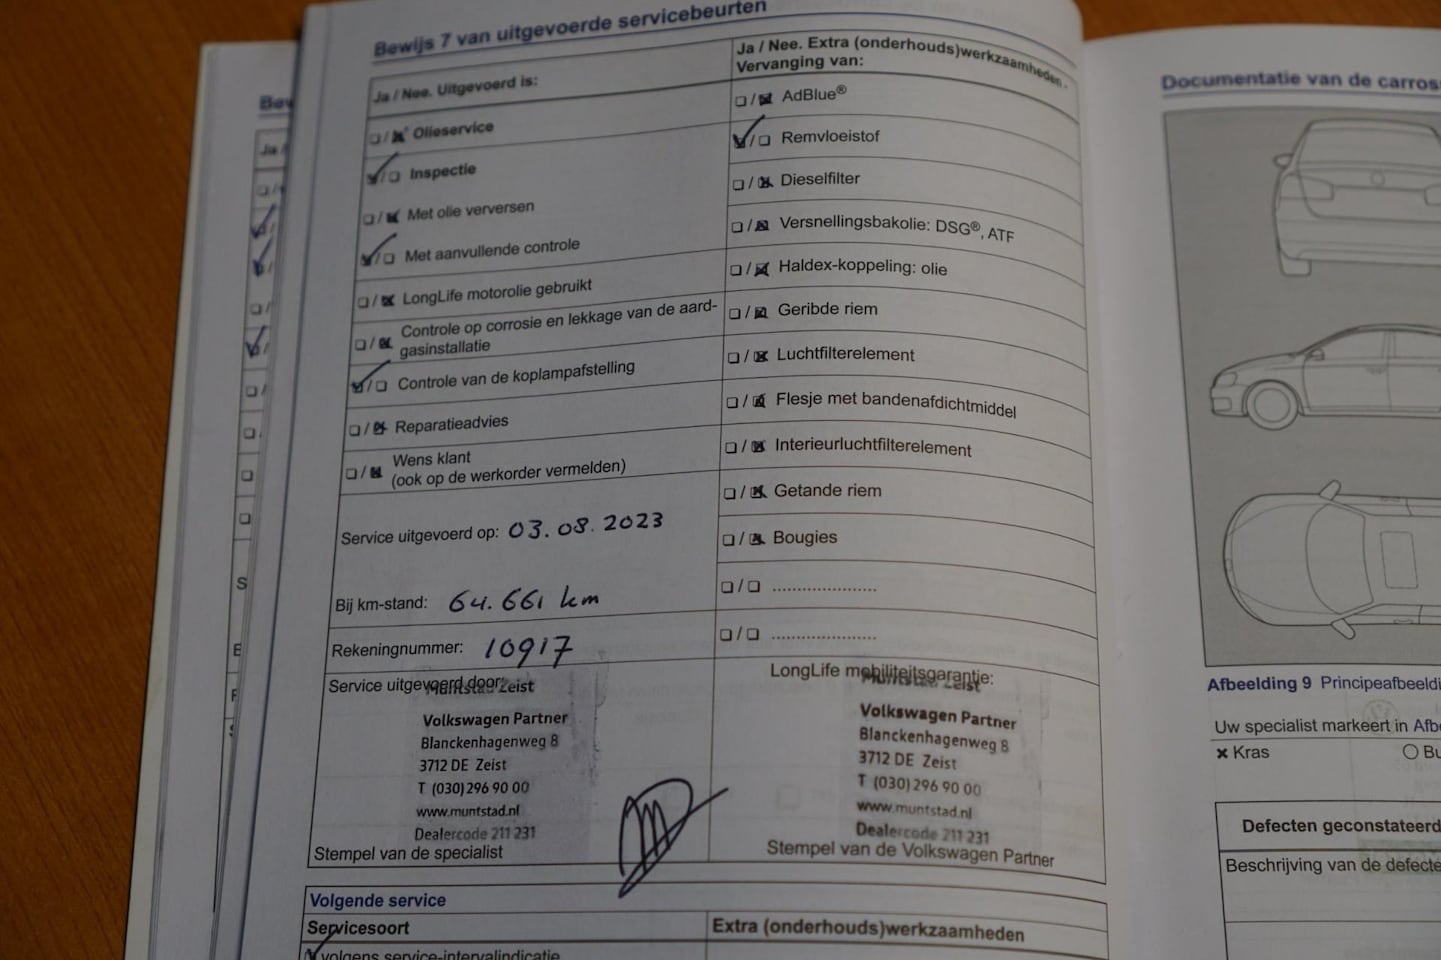 Bewijs 7 van uitgevoerde servicebeurten
Ja / Nee. Uitgevoerd is:
Olieservice
Inspectie
Met olie verversen
Met aanvullende controle
LongLife motorolie gebruikt
Controle op corrosie en lekkage van de aard-
gasinstallatie
Controle van de koplampafstelling
Reparatieadvies
Wens klant
(ook op de werkorder vermelden)
Service uitgevoerd op: 03.08.2023
Bij km-stand: 64.661 km
Rekeningnummer: 10917
Service uitgevoerd door:
Muntstad Zeist
Volkswagen Partner
Blanckenhagenweg 8
3712 DE Zeist
T (030) 296 90 00
www.muntstad.nl
Dealercode 211 231
Stempel van de specialist
Ja / Nee. Extra (onderhouds)werkzaamheden -
Vervanging van:
AdBlue®
Remvloeistof
Dieselfilter
Versnellingsbakolie: DSG®, ATF
Haldex-koppeling: olie
Geribde riem
Luchtfilterelement
Flesje met bandenafdichtmiddel
Interieurluchtfilterelement
Getande riem
Bougies
LongLife mobiliteitsgarantie:
Muntstad Zeist
Volkswagen Partner
Blanckenhagenweg 8
3712 DE Zeist
T (030) 296 90 00
www.muntstad.nl
Dealercode 211 231
Stempel van de Volkswagen Partner
Volgende service
Servicesoort
Extra (onderhouds)werkzaamheden
volgens service-intervalindicatie
Documentatie van de carros
Afbeelding 9 Principeafbeeldi
Uw specialist markeert in Afb
× Kras
Bu
Defecten geconstateerd
Beschrijving van de defecte